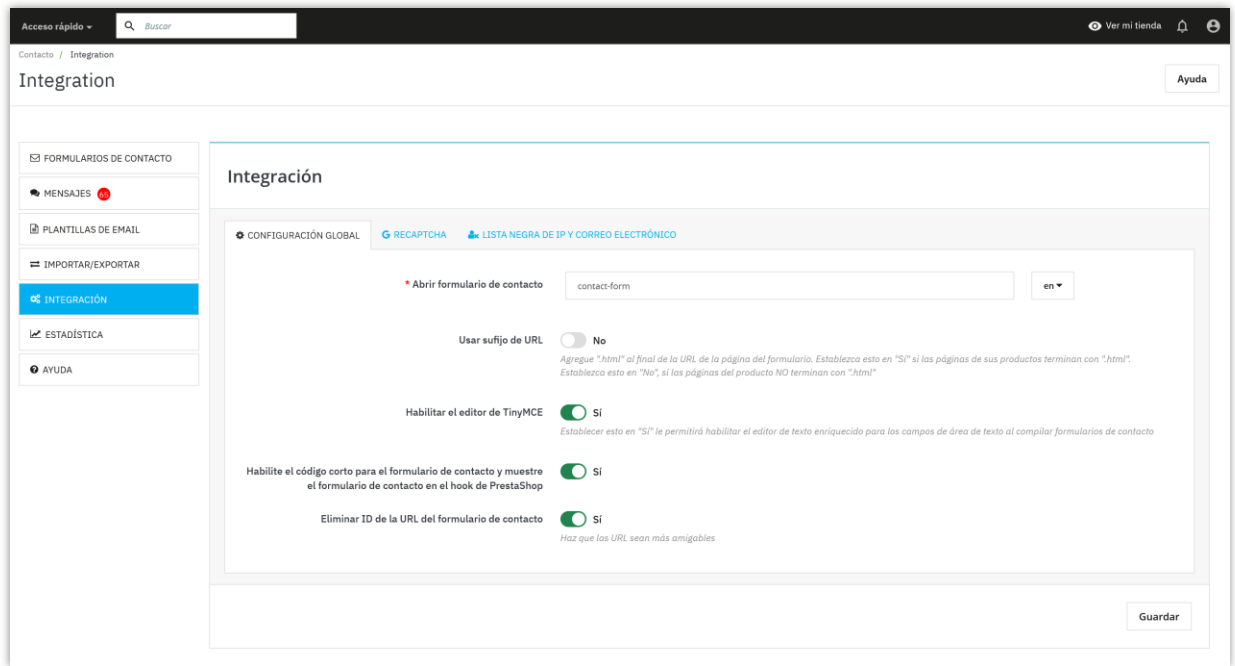 Acceso rápido
Buscar
Ver mi tienda
Contacto / Integration
Integration
Ayuda
FORMULARIOS DE CONTACTO
MENSAJES 65
PLANTILLAS DE EMAIL
IMPORTAR/EXPORTAR
INTEGRACIÓN
ESTADÍSTICA
AYUDA
Integración
CONFIGURACIÓN GLOBAL
RECAPTCHA
LISTA NEGRA DE IP Y CORREO ELECTRÓNICO
* Abrir formulario de contacto
contact-form
en
Usar sufijo de URL
No
Agregue ".html" al final de la URL de la página del formulario. Establezca esto en "Sí" si las páginas de sus productos terminan con ".html".
Establezca esto en "No", si las páginas del producto NO terminan con ".html"
Habilitar el editor de TinyMCE
Sí
Establecer esto en "Sí" le permitirá habilitar el editor de texto enriquecido para los campos de área de texto al compilar formularios de contacto
Habilite el código corto para el formulario de contacto y muestre
el formulario de contacto en el hook de PrestaShop
Sí
Eliminar ID de la URL del formulario de contacto
Sí
Haz que las URL sean más amigables
Guardar